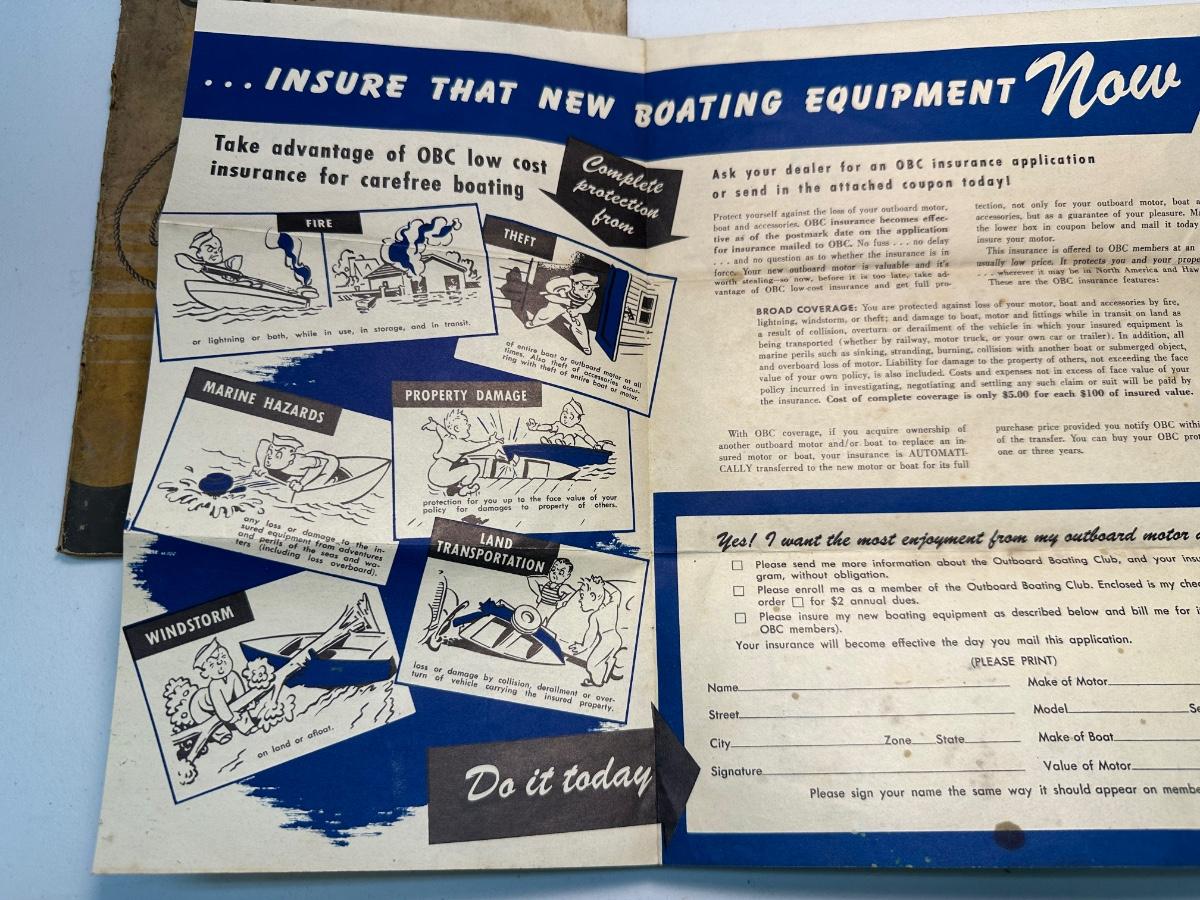 ...INSURE THAT NEW BOATING EQUIPMENT Now
Take advantage of OBC low cost
insurance for carefree boating
Complete
protection
from
FIRE
or lightning or both, while in use, in storage, and in transit.
THEFT
of entire boat or outboard motor at all
times. Also theft of accessories occur-
ring with theft of entire boat or motor.
MARINE HAZARDS
any loss or damage to the in-
sured equipment from adventures
and perils of the seas and wa-
ters (including loss overboard).
PROPERTY DAMAGE
protection for you up to the face value of your
policy for damages to property of others.
LAND
TRANSPORTATION
loss or damage by collision, derailment or over-
turn of vehicle carrying the insured property.
WINDSTORM
on land or afloat.
Do it today
Ask your dealer for an OBC insurance application
or send in the attached coupon today!
Protect yourself against the loss of your outboard motor,
boat and accessories. OBC insurance becomes effec-
tive as of the postmark date on the application
for insurance mailed to OBC. No fuss . . . no delay
. . . and no question as to whether the insurance is in
force. Your new outboard motor is valuable and it's
worth stealing—so now, before it is too late, take ad-
vantage of OBC low-cost insurance and get full pro-
tection, not only for your outboard motor, boat a
accessories, but as a guarantee of your pleasure. M
the lower box in coupon below and mail it today
insure your motor.
This insurance is offered to OBC members at an
usually low price. It protects you and your prope
. . . wherever it may be in North America and Haw
These are the OBC insurance features:
BROAD COVERAGE: You are protected against loss of your motor, boat and accessories by fire,
lightning, windstorm, or theft; and damage to boat, motor and fittings while in transit on land as
a result of collision, overturn or derailment of the vehicle in which your insured equipment is
being transported (whether by railway, motor truck, or your own car or trailer). In addition, all
marine perils such as sinking, stranding, burning, collision with another boat or submerged object,
and overboard loss of motor. Liability for damage to the property of others, not exceeding the face
value of your own policy, is also included. Costs and expenses not in excess of face value of your
policy incurred in investigating, negotiating and settling any such claim or suit will be paid by
the insurance. Cost of complete coverage is only $5.00 for each $100 of insured value.
With OBC coverage, if you acquire ownership of
another outboard motor and/or boat to replace an in-
sured motor or boat, your insurance is AUTOMATI-
CALLY transferred to the new motor or boat for its full
purchase price provided you notify OBC withi
of the transfer. You can buy your OBC pro
one or three years.
Yes! I want the most enjoyment from my outboard motor
Please send me more information about the Outboard Boating Club, and your insu
gram, without obligation.
Please enroll me as a member of the Outboard Boating Club. Enclosed is my che
order for $2 annual dues.
Please insure my new boating equipment as described below and bill me for i
OBC members).
Your insurance will become effective the day you mail this application.
(PLEASE PRINT)
Name Make of Motor
Street Model Se
City Zone State Make of Boat
Signature Value of Motor
Please sign your name the same way it should appear on membe